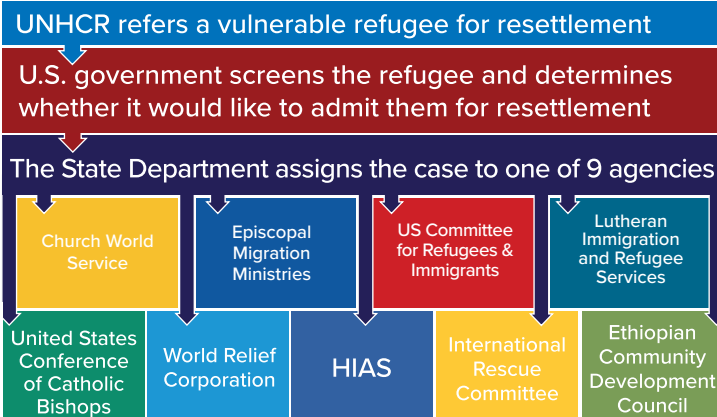 UNHCR refers a vulnerable refugee for resettlement
U.S. government screens the refugee and determines
whether it would like to admit them for resettlement
The State Department assigns the case to one of 9 agencies
Church World
Service
Episcopal
Migration
Ministries
US Committee
for Refugees &
Immigrants
Lutheran
Immigration
and Refugee
Services
United States
Conference
of Catholic
Bishops
World Relief
Corporation
HIAS
International
Rescue
Committee
Ethiopian
Community
Development
Council